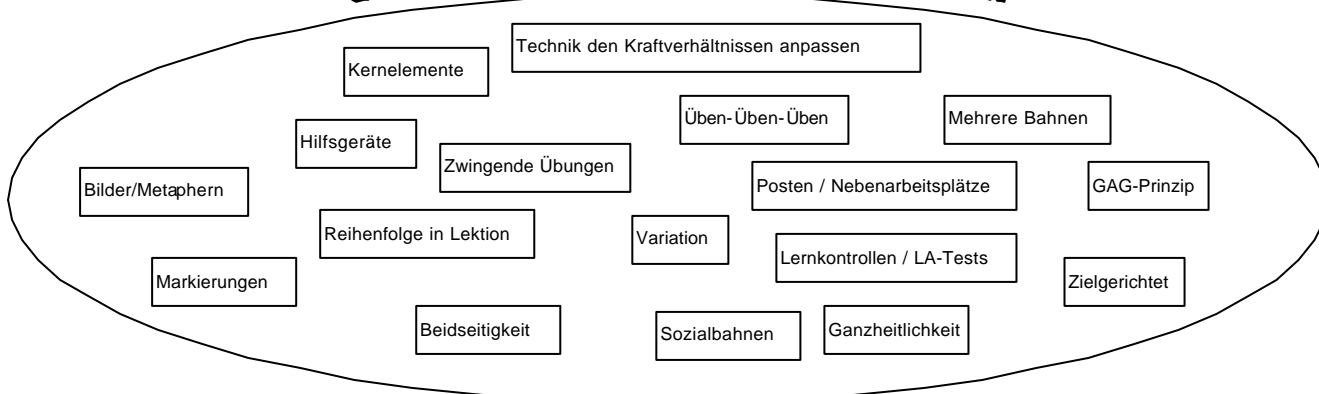 Technik den Kraftverhältnissen anpassen
Kernelemente
Üben-Üben-Üben
Mehrere Bahnen
Hilfsgeräte
Zwingende Übungen
Bilder/Metaphern
Posten / Nebenarbeitsplätze
GAG-Prinzip
Reihenfolge in Lektion
Variation
Lernkontrollen / LA-Tests
Markierungen
Zielgerichtet
Beidseitigkeit
Sozialbahnen
Ganzheitlichkeit